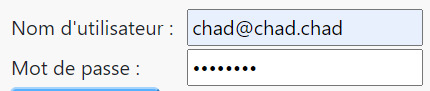 Nom d'utilisateur : chad@chad.chad
Mot de passe : ••••••••